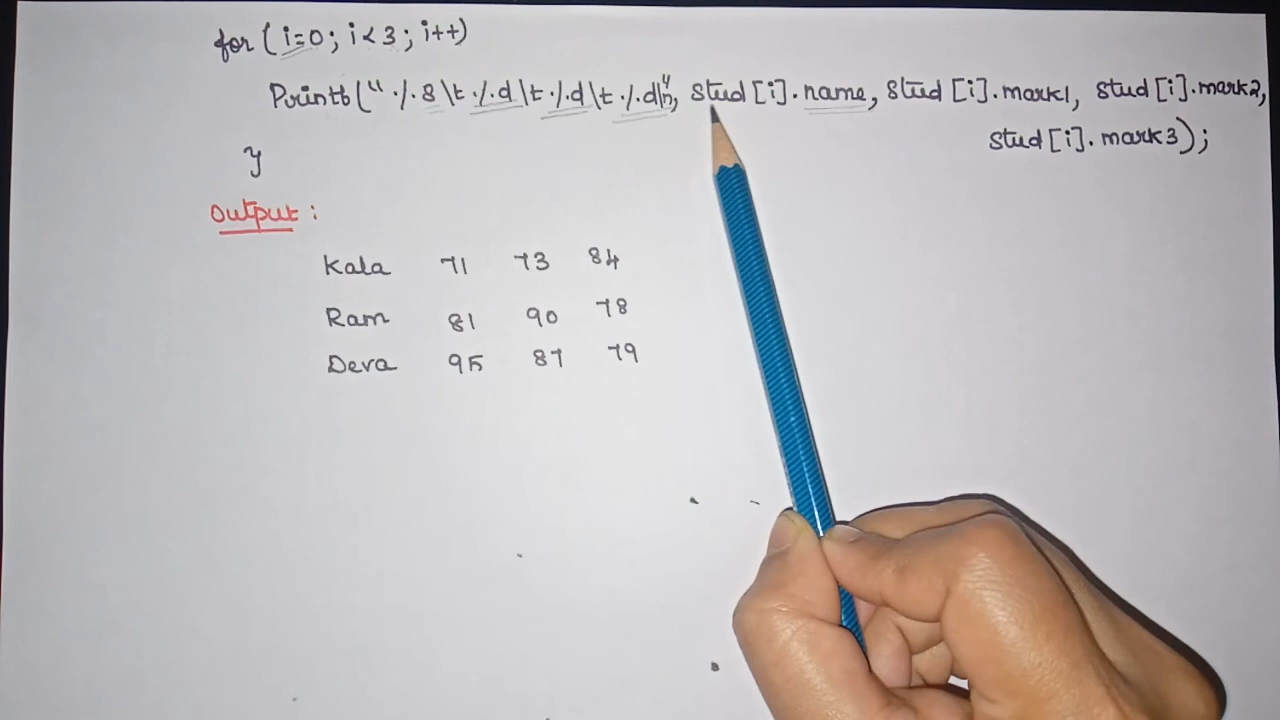 for (i=0; i<3; i++)
Printf("%s\t%d\t%d\t%d\n", stud[i].name, stud[i].mark1, stud[i].mark2,
stud[i].mark3);
}
Output:
Kala 71 73 84
Ram 81 90 78
Deva 95 87 79